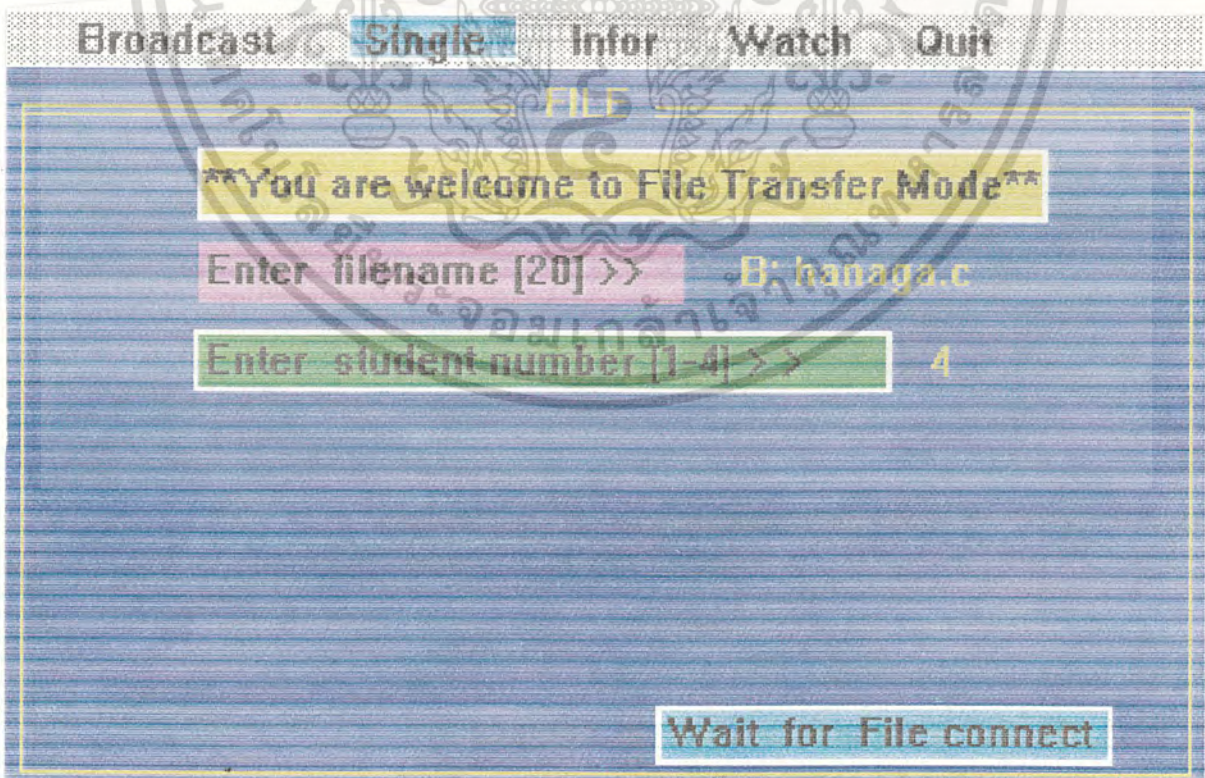 Broadcast Single Infor Watch Quit
FILE
**You are welcome to File Transfer Mode**
Enter filename [20] >> B: hanaga.c
Enter student number [1-4] > > 4
Wait for File connect